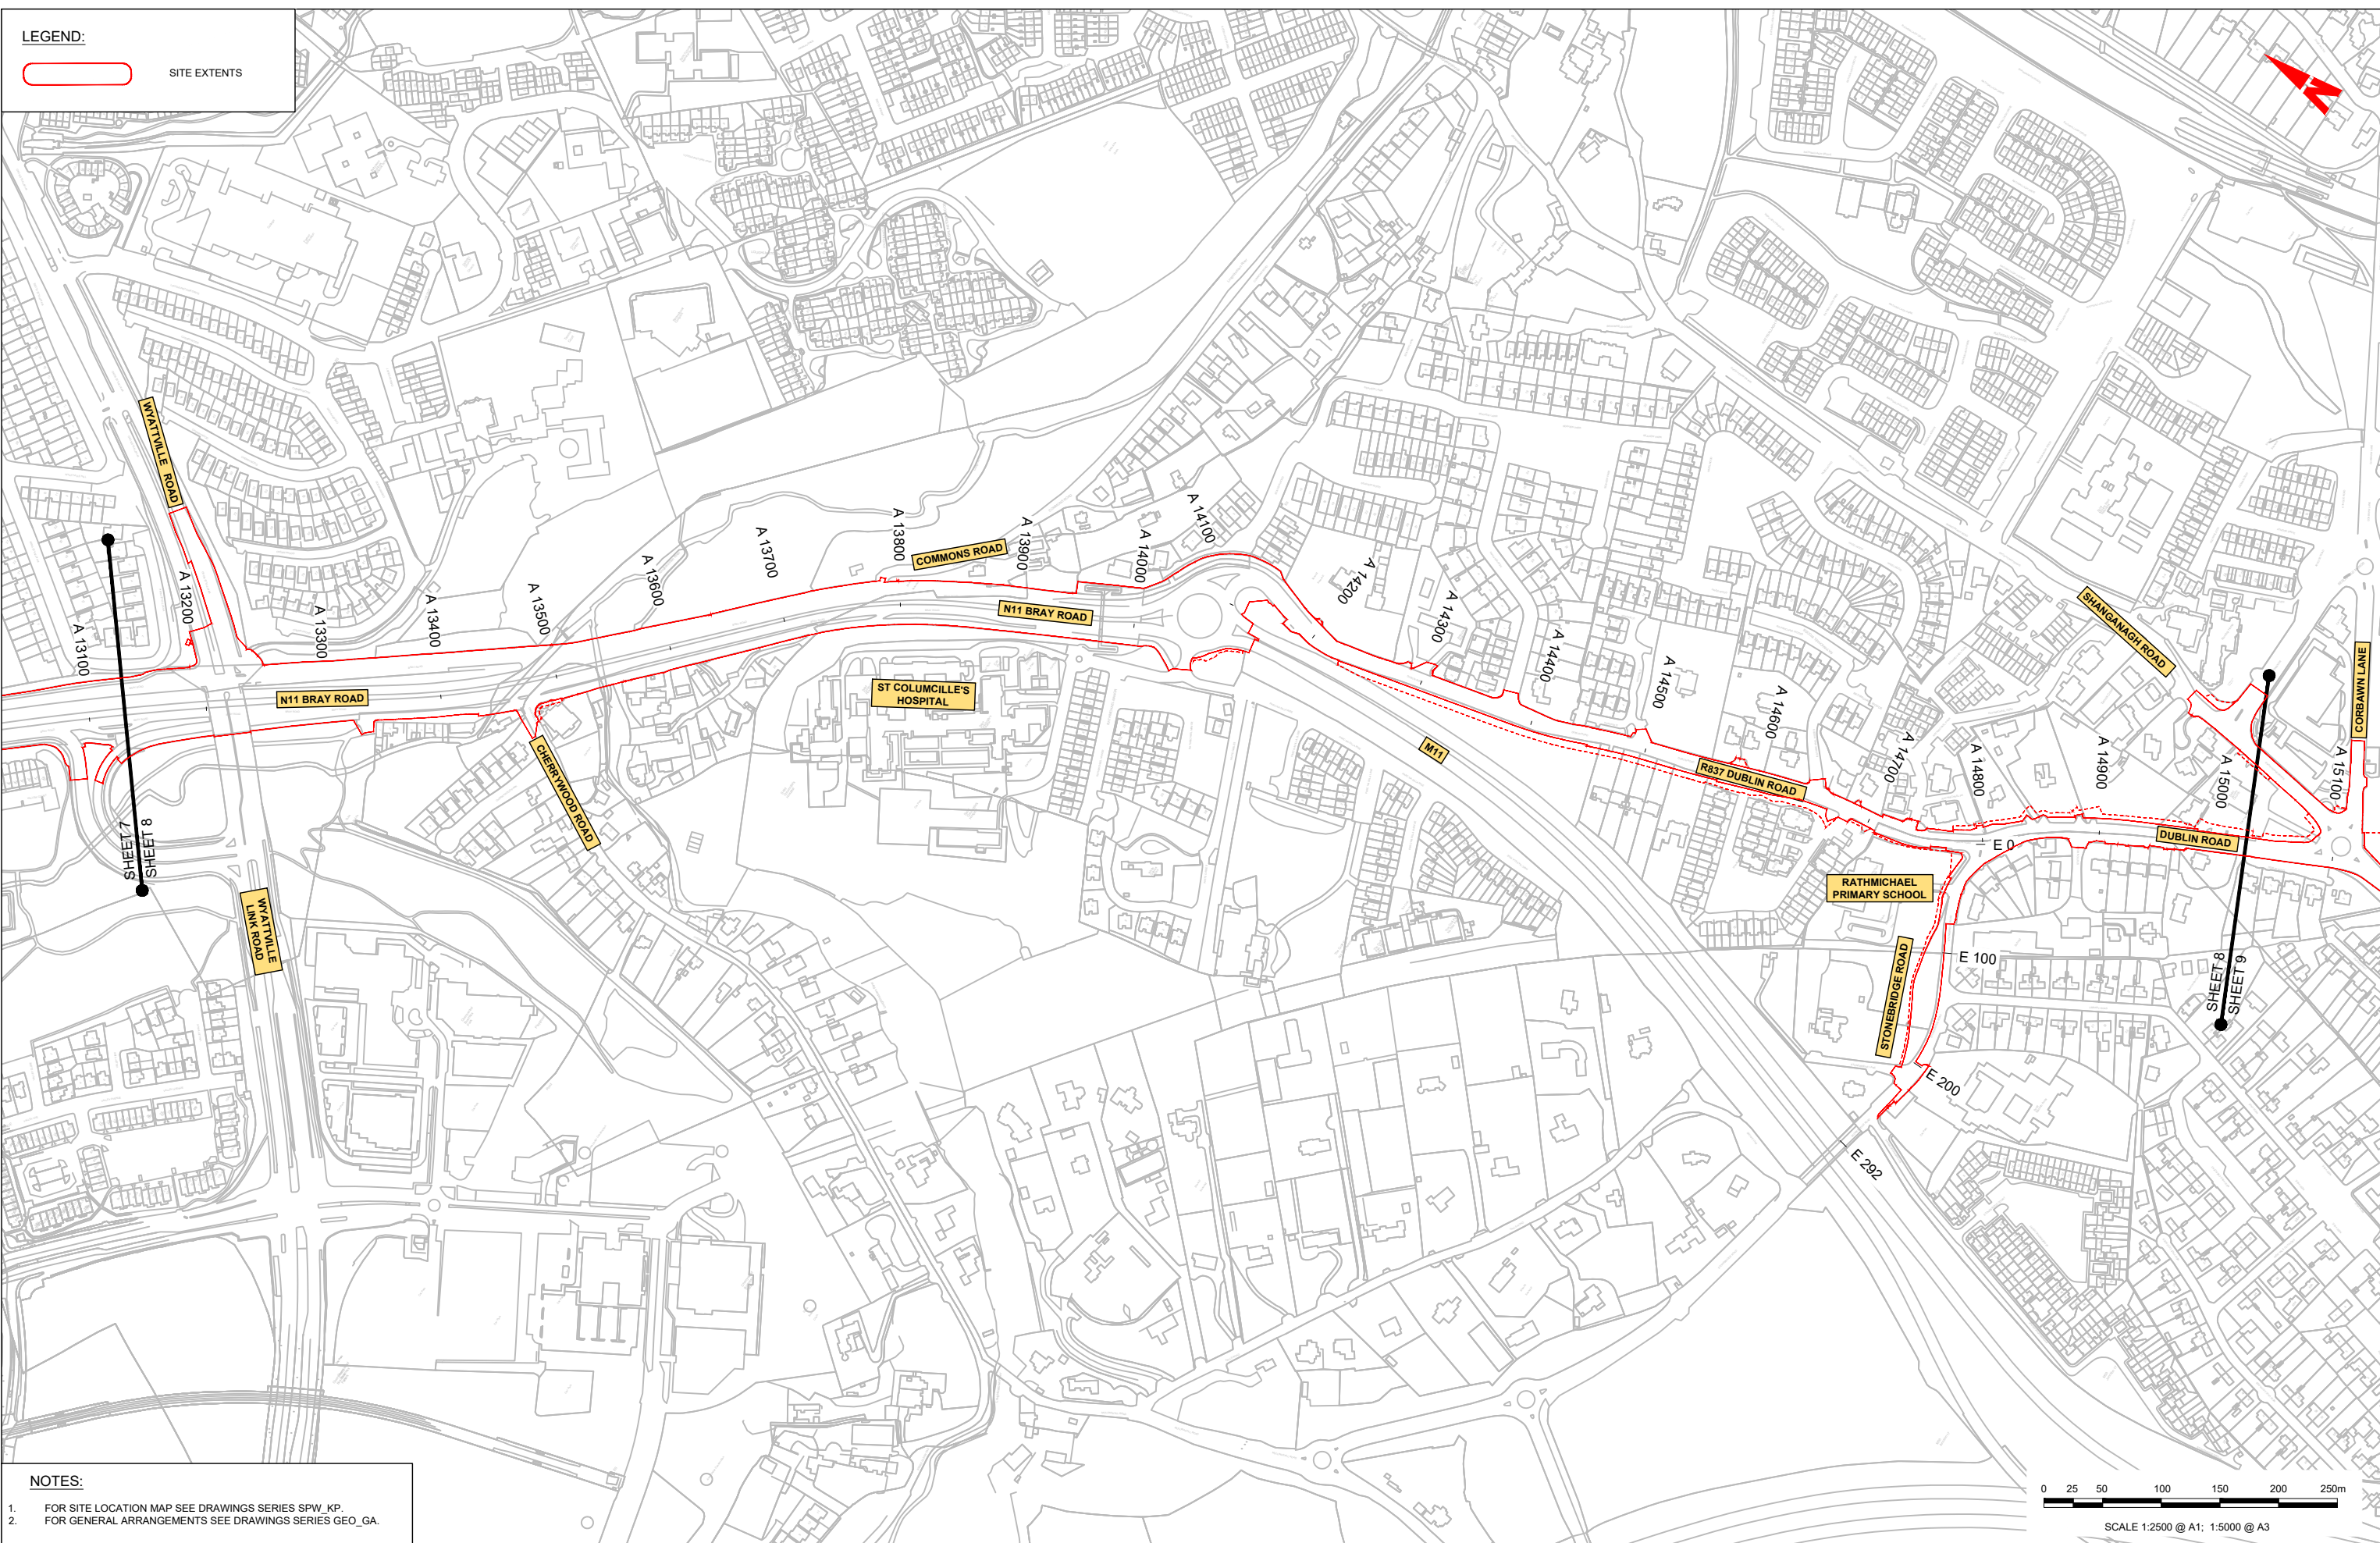 LEGEND:
SITE EXTENTS
N
WYATTVILLE ROAD
A 13100
A 13200
A 13300
A 13400
A 13500
A 13600
A 13700
A 13800
COMMONS ROAD
A 13900
A 14000
A 14100
A 14200
A 14300
A 14400
A 14500
A 14600
A 14700
A 14800
A 14900
A 15000
A 15100
SHANGANAGH ROAD
CORBAWN LANE
N11 BRAY ROAD
N11 BRAY ROAD
ST COLUMCILLE'S
HOSPITAL
CHERRYWOOD ROAD
M11
R837 DUBLIN ROAD
DUBLIN ROAD
E 0
RATHMICHAEL
PRIMARY SCHOOL
STONEBRIDGE ROAD
E 100
E 200
E 292
SHEET 7
SHEET 8
WYATTVILLE
LINK ROAD
SHEET 8
SHEET 9
NOTES:
1. FOR SITE LOCATION MAP SEE DRAWINGS SERIES SPW_KP.
2. FOR GENERAL ARRANGEMENTS SEE DRAWINGS SERIES GEO_GA.
0 25 50 100 150 200 250m
SCALE 1:2500 @ A1; 1:5000 @ A3